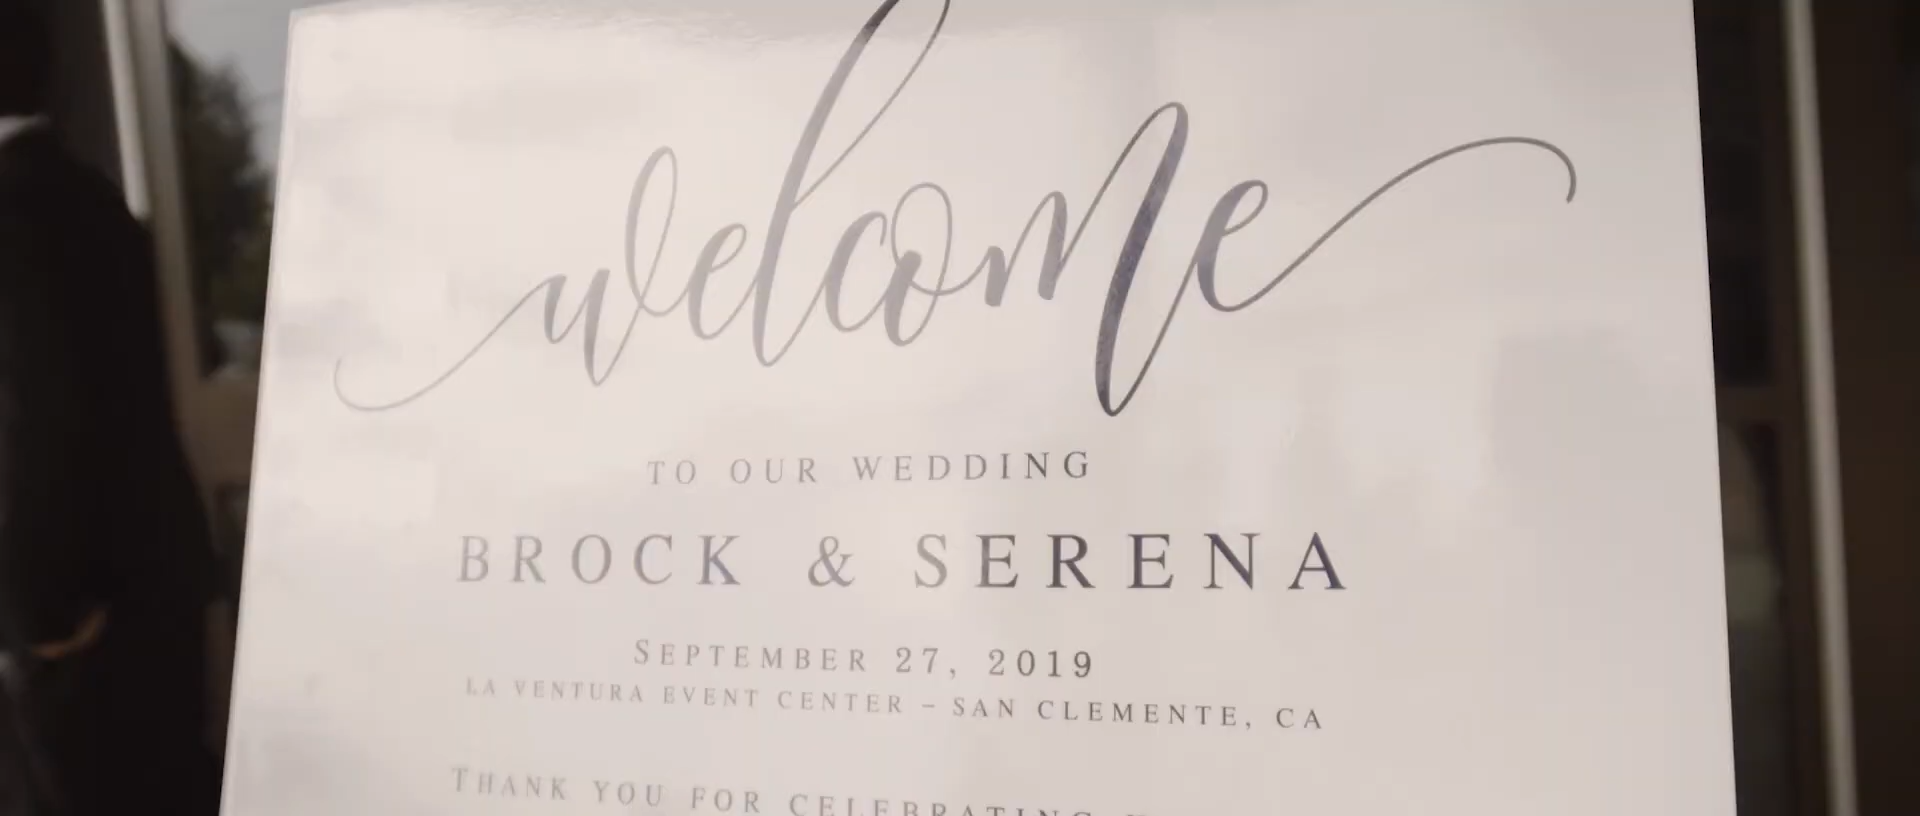 welcome
TO OUR WEDDING
BROCK & SERENA
SEPTEMBER 27, 2019
LA VENTURA EVENT CENTER – SAN CLEMENTE, CA
THANK YOU FOR CELEBRATING